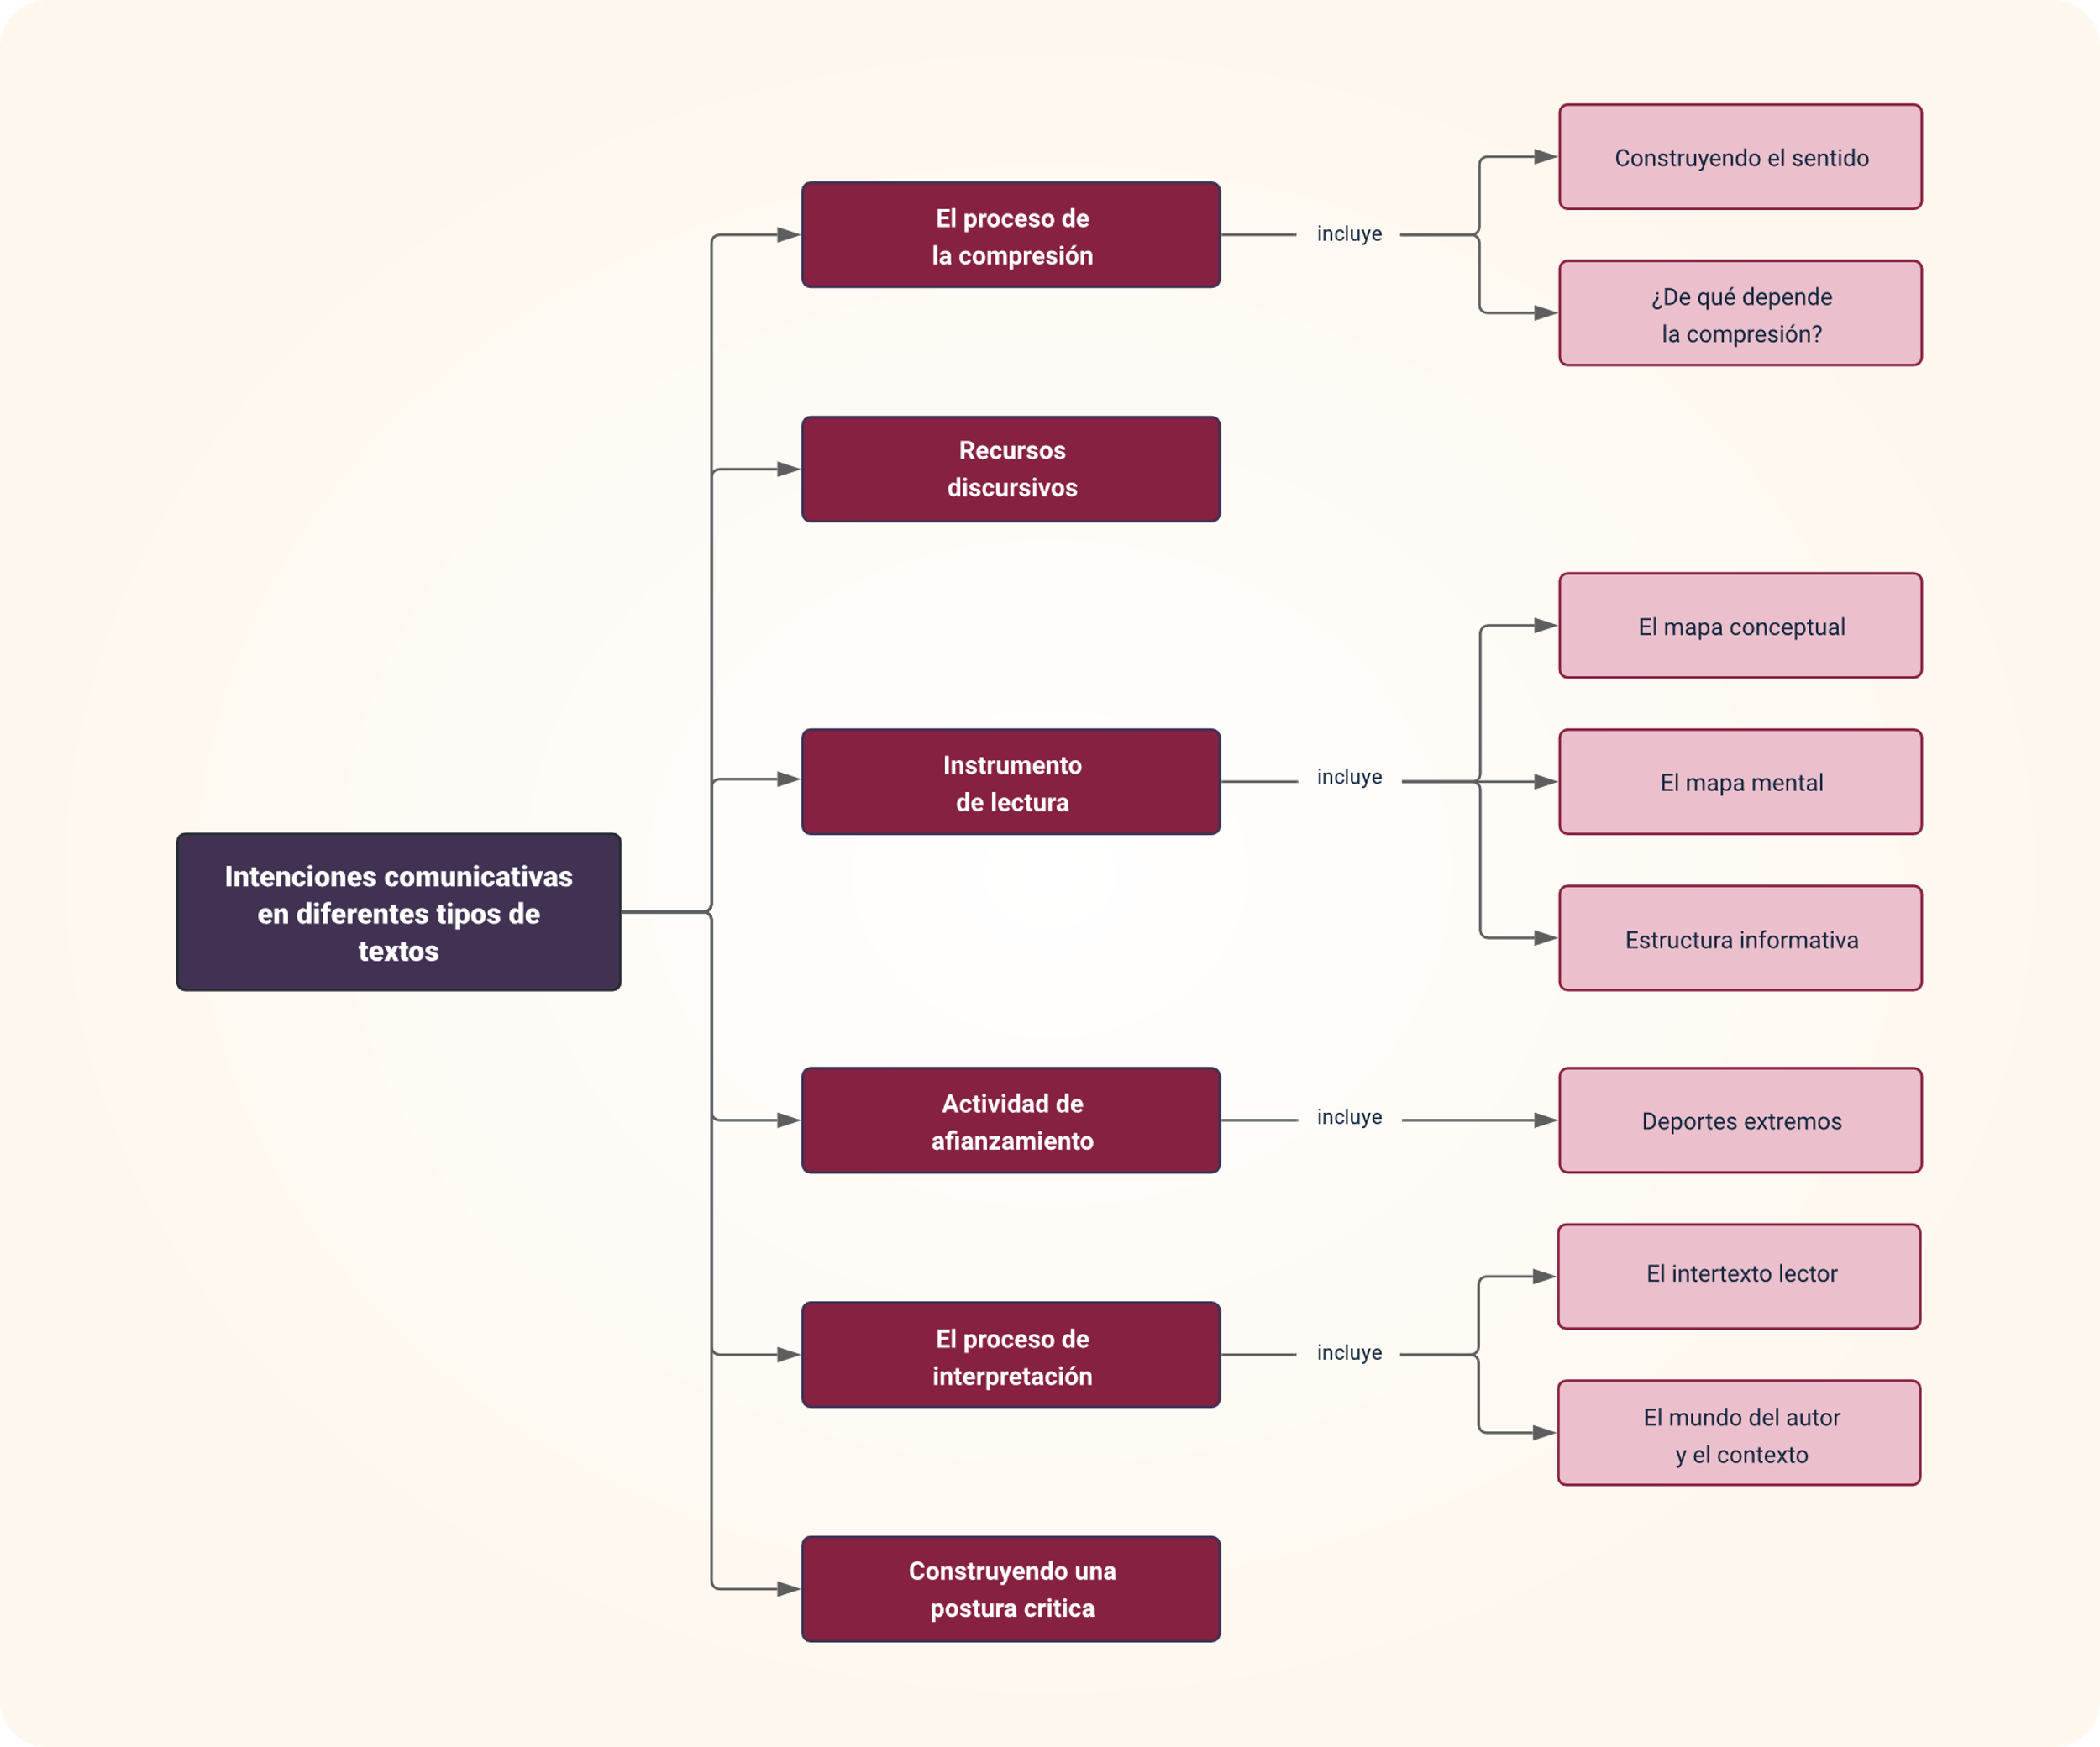 Intenciones comunicativas
en diferentes tipos de
textos
El proceso de
la compresión
incluye
Construyendo el sentido
¿De qué depende
la compresión?
Recursos
discursivos
Instrumento
de lectura
incluye
El mapa conceptual
El mapa mental
Estructura informativa
Actividad de
afianzamiento
incluye
Deportes extremos
El proceso de
interpretación
incluye
El intertexto lector
El mundo del autor
y el contexto
Construyendo una
postura critica